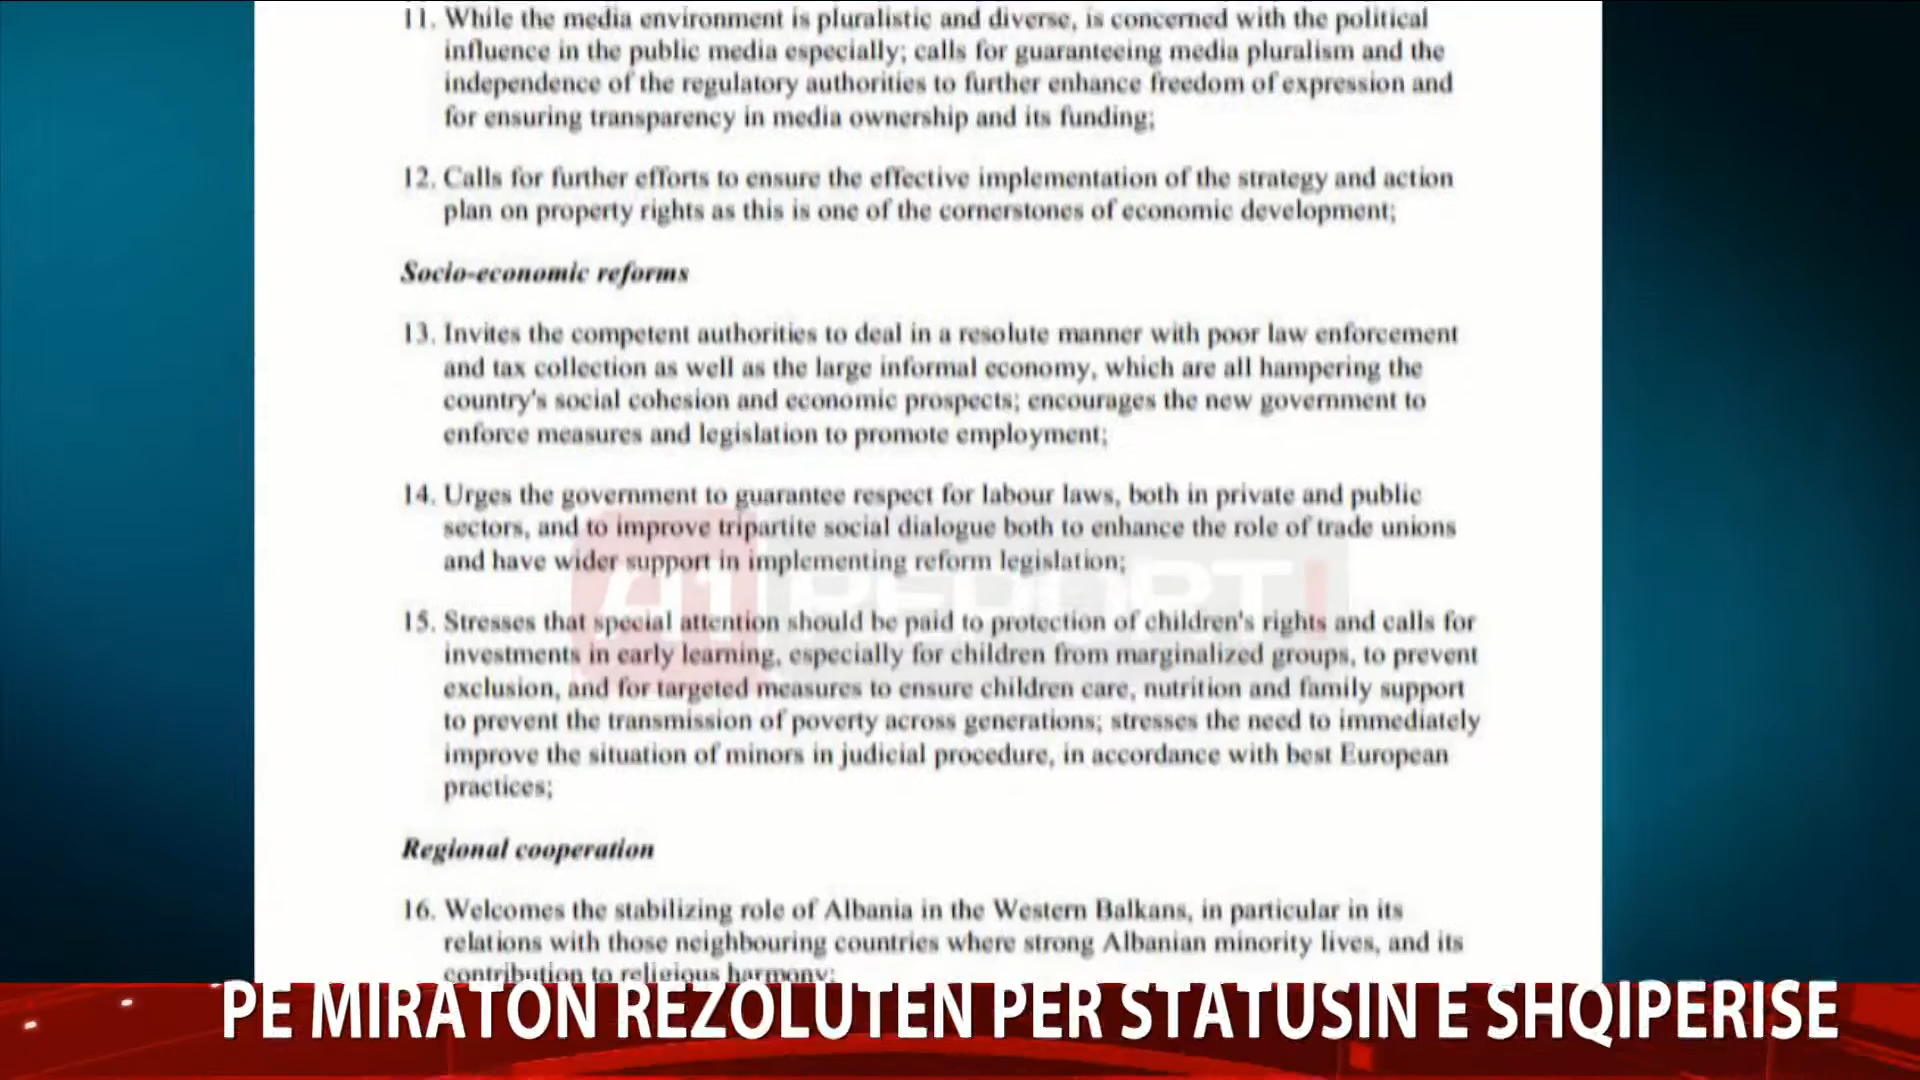 11. While the media environment is pluralistic and diverse, is concerned with the political
influence in the public media especially; calls for guaranteeing media pluralism and the
independence of the regulatory authorities to further enhance freedom of expression and
for ensuring transparency in media ownership and its funding;
12. Calls for further efforts to ensure the effective implementation of the strategy and action
plan on property rights as this is one of the cornerstones of economic development;
Socio-economic reforms
13. Invites the competent authorities to deal in a resolute manner with poor law enforcement
and tax collection as well as the large informal economy, which are all hampering the
country's social cohesion and economic prospects; encourages the new government to
enforce measures and legislation to promote employment;
14. Urges the government to guarantee respect for labour laws, both in private and public
sectors, and to improve tripartite social dialogue both to enhance the role of trade unions
and have wider support in implementing reform legislation;
A1 REPORT!
15. Stresses that special attention should be paid to protection of children's rights and calls for
investments in early learning, especially for children from marginalized groups, to prevent
exclusion, and for targeted measures to ensure children care, nutrition and family support
to prevent the transmission of poverty across generations; stresses the need to immediately
improve the situation of minors in judicial procedure, in accordance with best European
practices;
Regional cooperation
16. Welcomes the stabilizing role of Albania in the Western Balkans, in particular in its
relations with those neighbouring countries where strong Albanian minority lives, and its
contribution to religious harmony;
PE MIRATON REZOLUTEN PER STATUSIN E SHQIPERISE